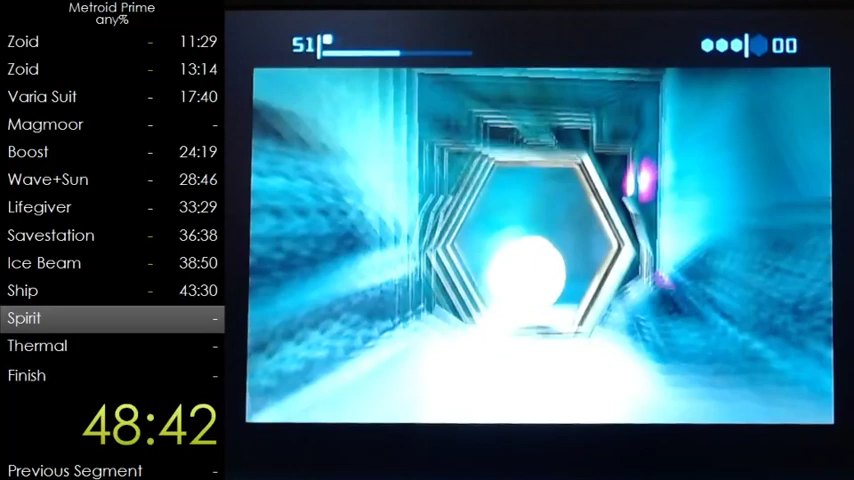 Metroid Prime
any%
Zoid - 11:29
Zoid - 13:14
Varia Suit - 17:40
Magmoor - -
Boost - 24:19
Wave+Sun - 28:46
Lifegiver - 33:29
Savestation - 36:38
Ice Beam - 38:50
Ship - 43:30
Spirit -
Thermal -
Finish -
48:42
Previous Segment -
51
00